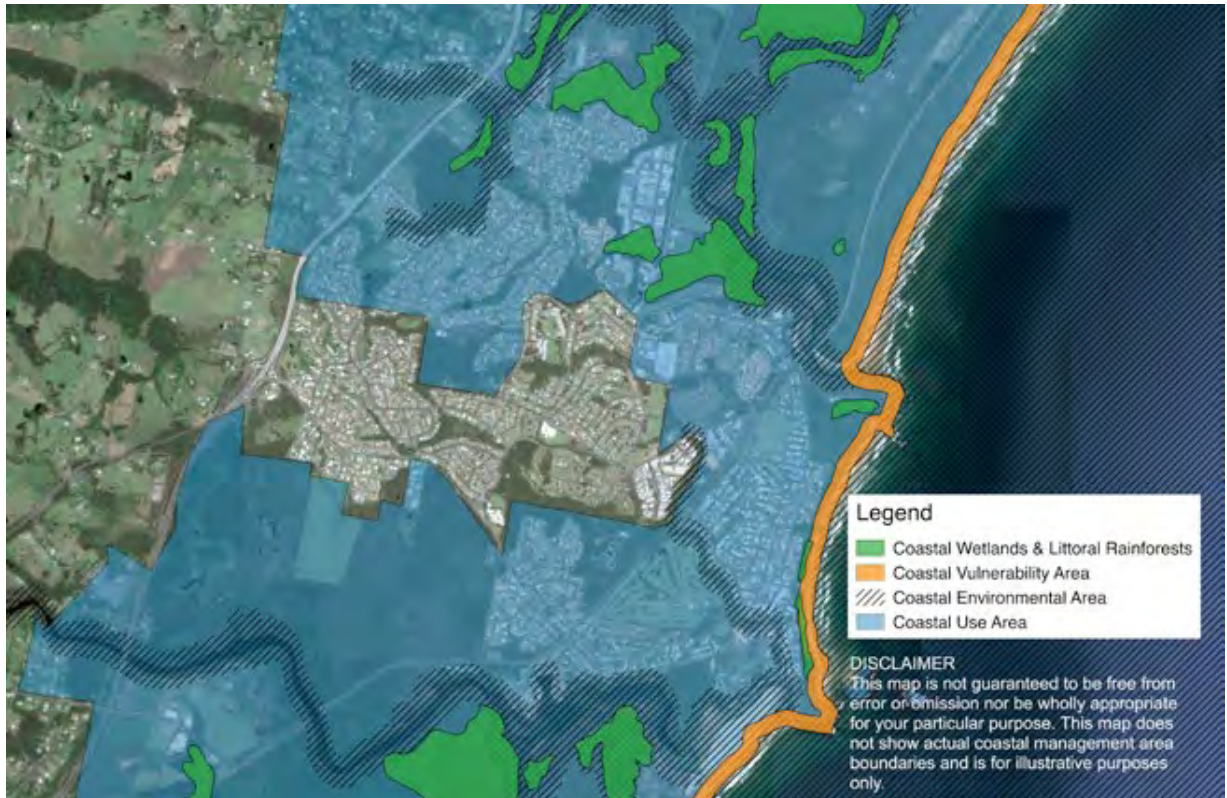 Legend
Coastal Wetlands & Littoral Rainforests
Coastal Vulnerability Area
Coastal Environmental Area
Coastal Use Area
DISCLAIMER
This map is not guaranteed to be free from
error or omission nor be wholly appropriate
for your particular purpose. This map does
not show actual coastal management area
boundaries and is for illustrative purposes
only.